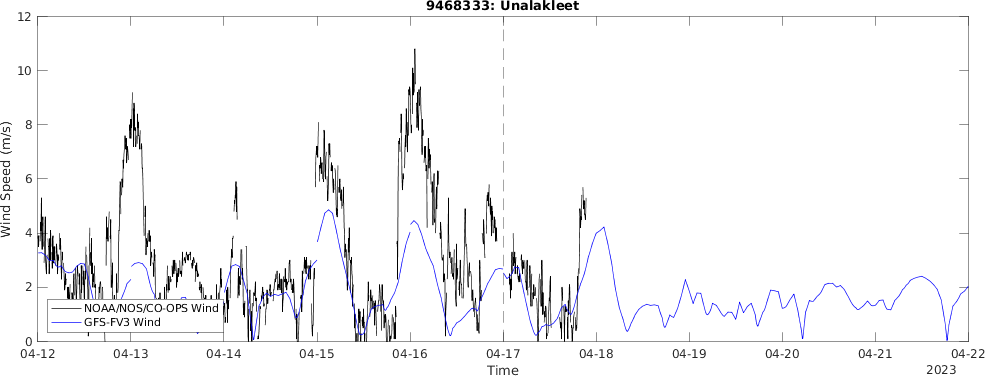 9468333: Unalakleet
12
10
8
6
4
2
0
Wind Speed (m/s)
NOAA/NOS/CO-OPS Wind
GFS-FV3 Wind
04-12 04-13 04-14 04-15 04-16 04-17 04-18 04-19 04-20 04-21 04-22
Time
2023